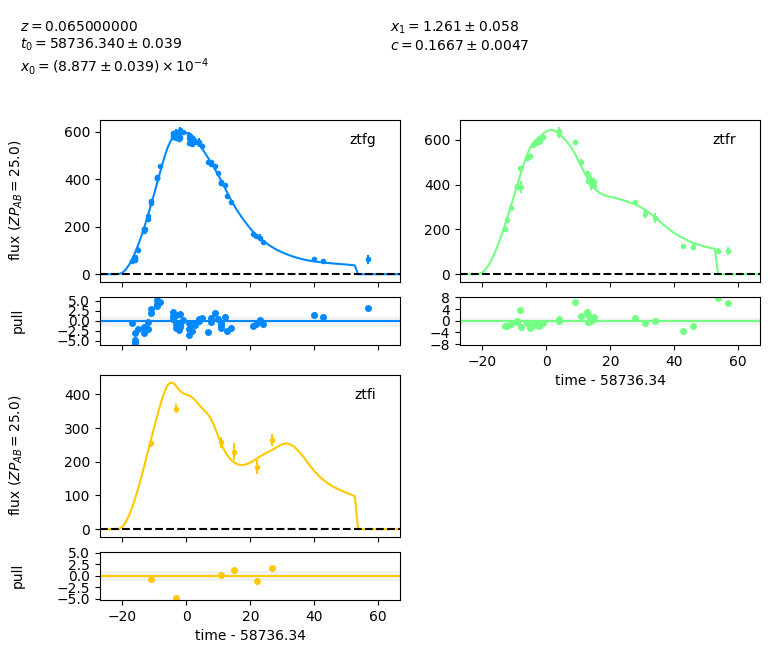 z = 0.065000000
t₀ = 58736.340 ± 0.039
x₀ = (8.877 ± 0.039) × 10⁻⁴
x₁ = 1.261 ± 0.058
c = 0.1667 ± 0.0047
ztfg
flux (ZP_AB = 25.0)
600
400
200
0
pull
5.0
2.5
0.0
−2.5
−5.0
ztfr
600
400
200
0
8
4
0
−4
−8
−20 0 20 40 60
time - 58736.34
ztfi
flux (ZP_AB = 25.0)
400
300
200
100
0
pull
5.0
2.5
0.0
−2.5
−5.0
−20 0 20 40 60
time - 58736.34